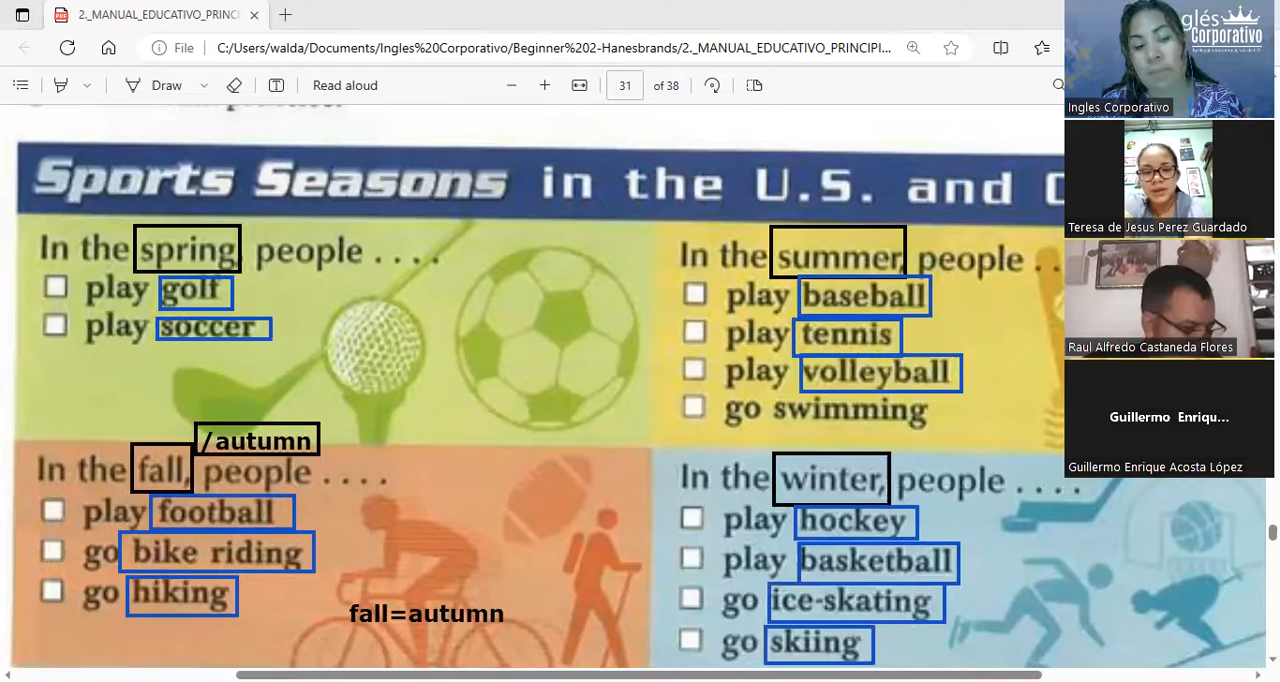 2._MANUAL_EDUCATIVO_PRINCI
File
C:/Users/walda/Documents/Ingles%20Corporativo/Beginner%202-Hanesbrands/2._MANUAL_EDUCATIVO_PRINCIPI...
Draw
Read aloud
31
of 38
Sports Seasons in the U.S. and
In the spring, people ....
play golf
play soccer
In the summer, people ..
play baseball
play tennis
play volleyball
go swimming
/autumn
In the fall, people ....
play football
go bike riding
go hiking
fall=autumn
In the winter, people ....
play hockey
play basketball
go ice-skating
go skiing
glés
Corporativo
Ingles Corporativo
Teresa de Jesus Perez Guardado
Raul Alfredo Castaneda Flores
Guillermo Enriqu...
Guillermo Enrique Acosta López